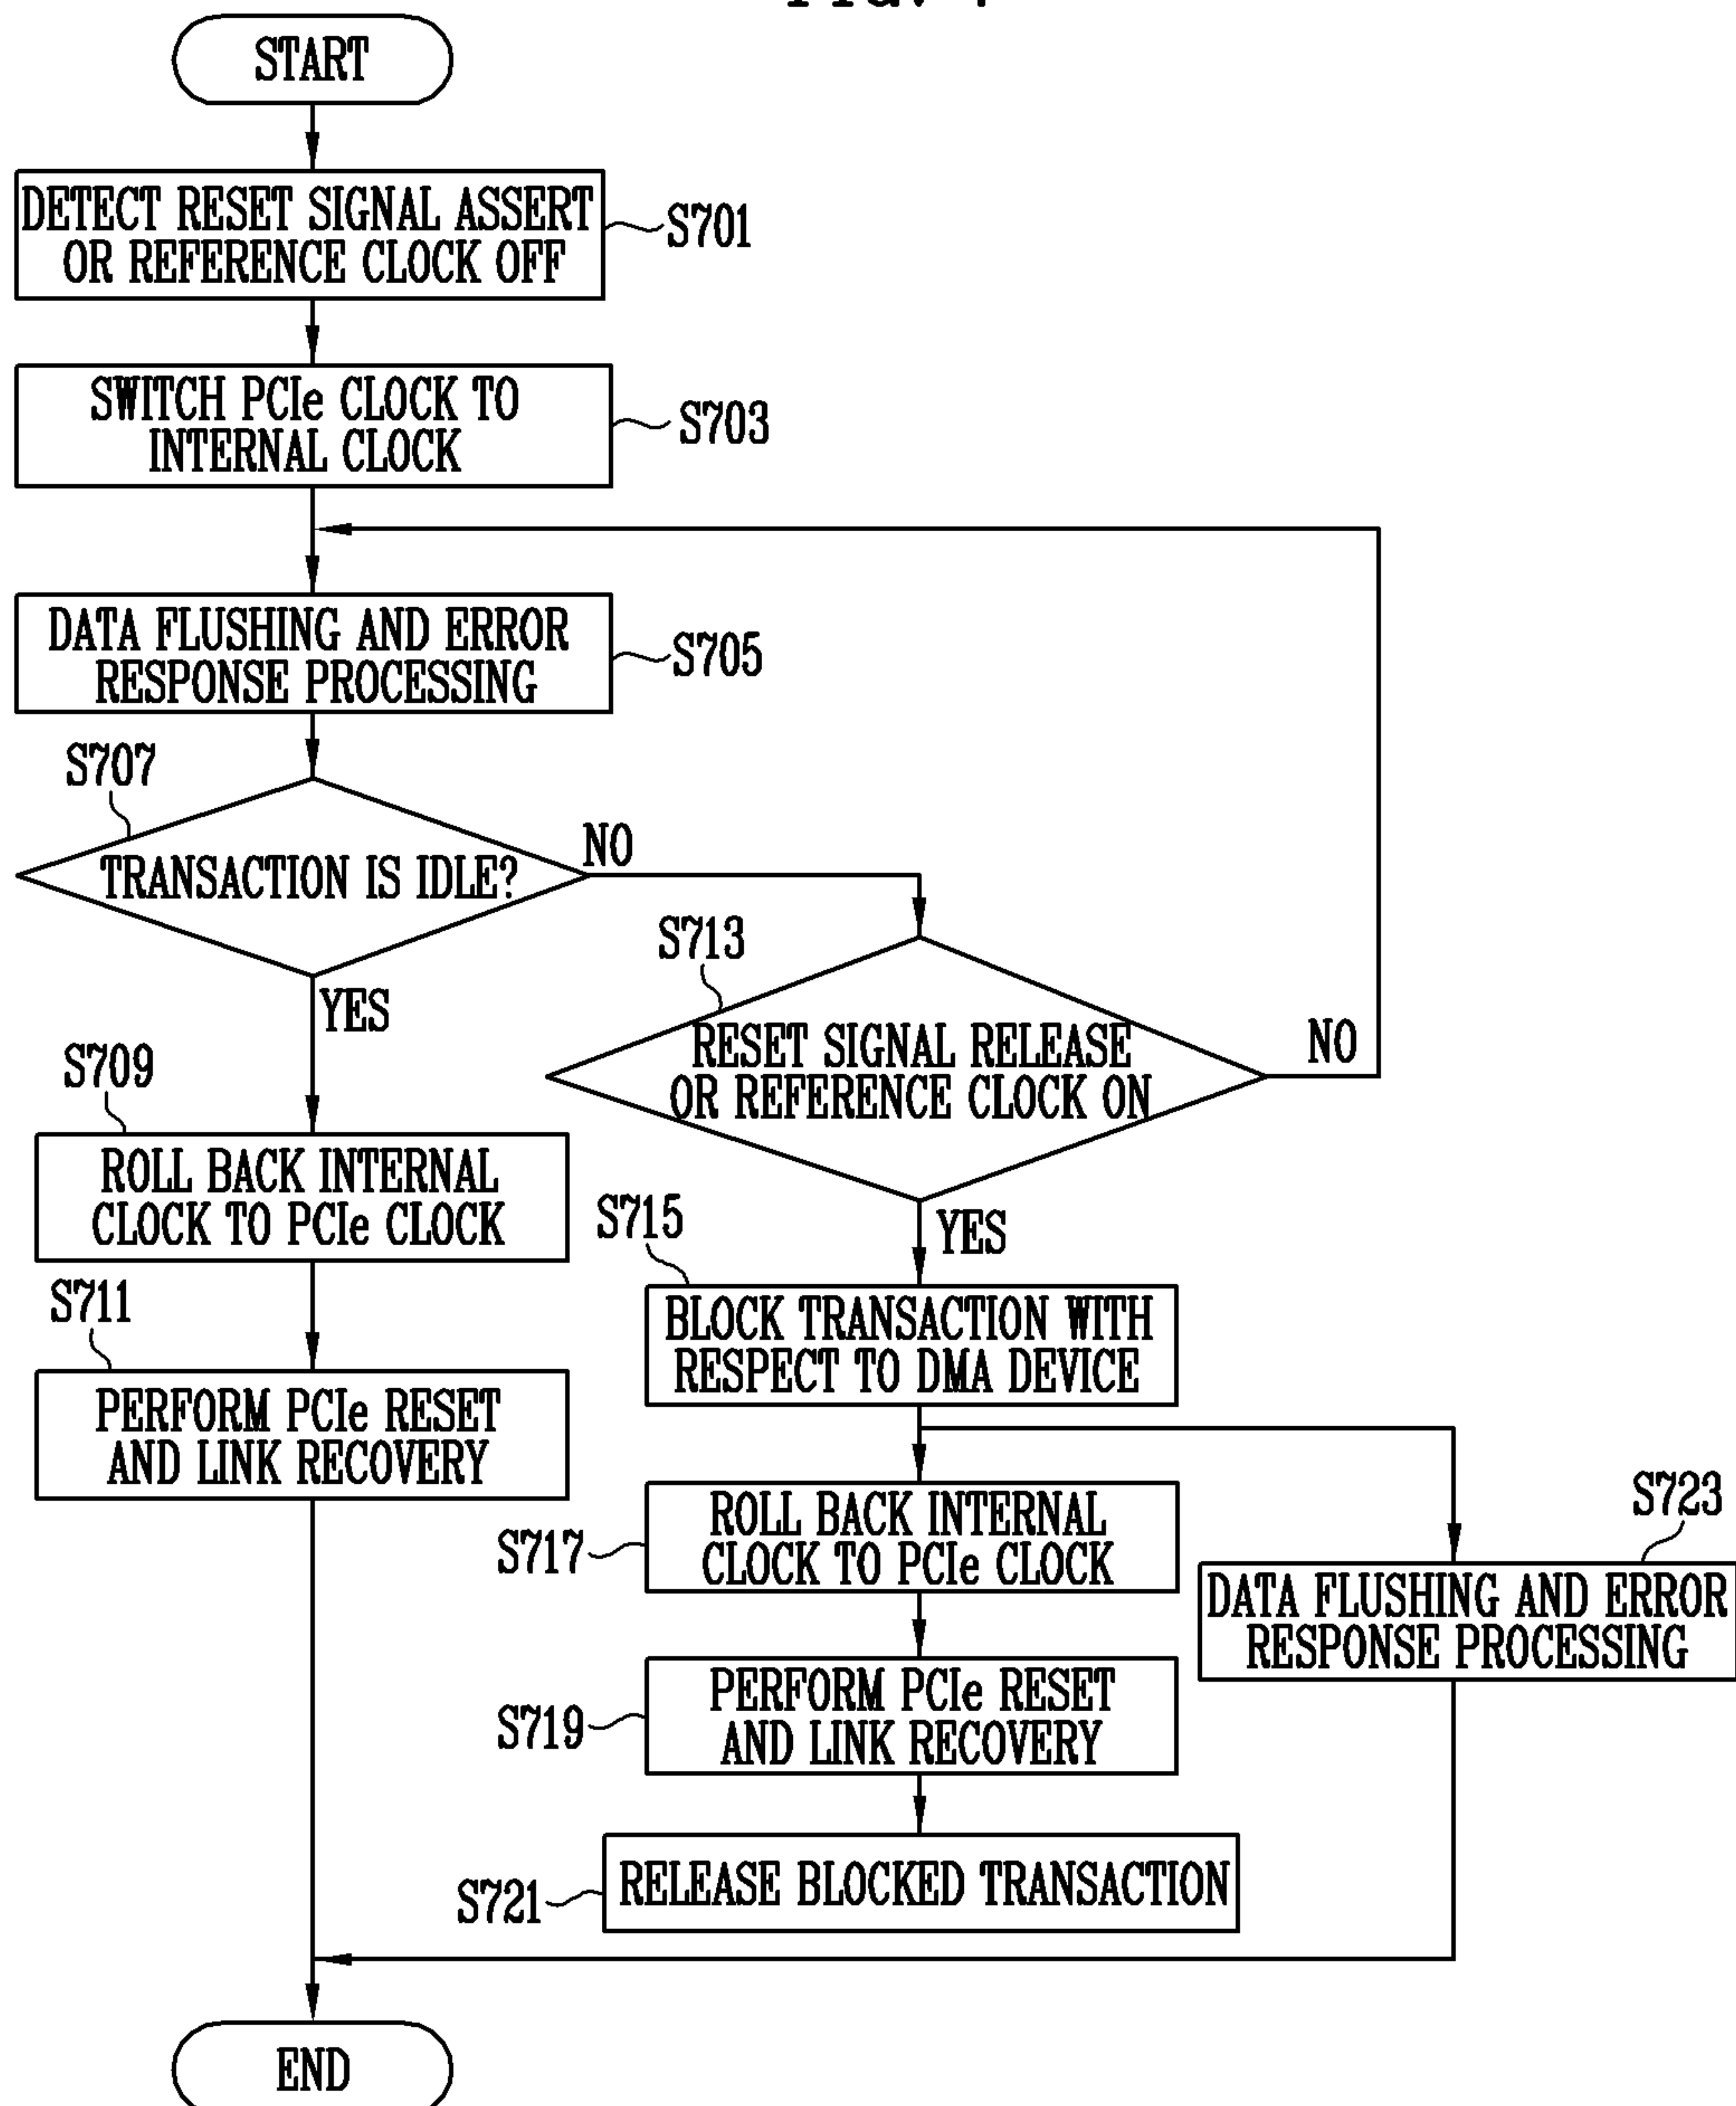 START
DETECT RESET SIGNAL ASSERT
OR REFERENCE CLOCK OFF
S701
SWITCH PCIe CLOCK TO
INTERNAL CLOCK
S703
DATA FLUSHING AND ERROR
RESPONSE PROCESSING
S705
S707
TRANSACTION IS IDLE?
NO
YES
S713
RESET SIGNAL RELEASE
OR REFERENCE CLOCK ON
NO
YES
S709
ROLL BACK INTERNAL
CLOCK TO PCIe CLOCK
S711
PERFORM PCIe RESET
AND LINK RECOVERY
S715
BLOCK TRANSACTION WITH
RESPECT TO DMA DEVICE
S717
ROLL BACK INTERNAL
CLOCK TO PCIe CLOCK
S723
DATA FLUSHING AND ERROR
RESPONSE PROCESSING
S719
PERFORM PCIe RESET
AND LINK RECOVERY
S721
RELEASE BLOCKED TRANSACTION
END